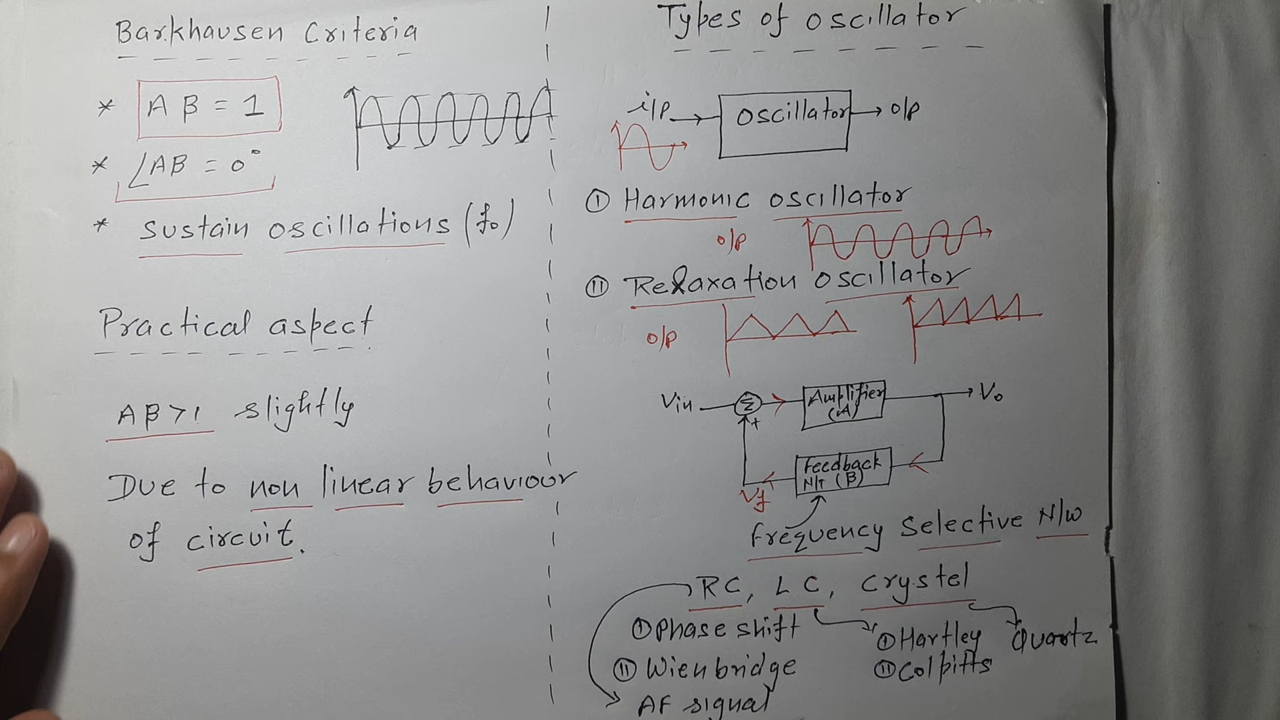 Barkhausen Criteria
* Aβ = 1
* ∠Aβ = 0°
* Sustain oscillations (f₀)
Practical aspect
Aβ > 1 slightly
Due to non linear behaviour
of circuit.
Types of oscillator
i/p
Oscillator
o/p
① Harmonic oscillator
o/p
② Relaxation oscillator
o/p
Vin
Σ
+
Amplifier
(A)
Vo
Feedback
N/T (β)
Vf
frequency Selective N/W
RC, LC, Crystel
① Phase shift
② Wien bridge
AF signal
① Hartley
② Colpitts
Quartz